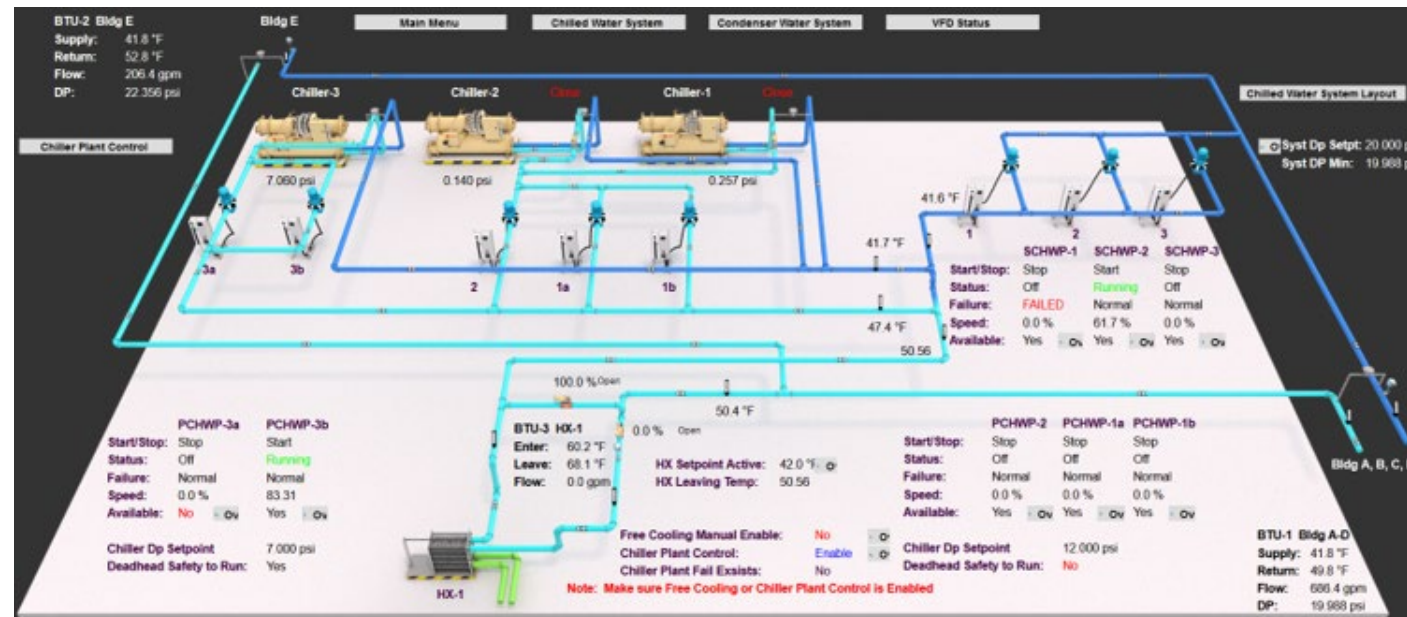 BTU-2 Bldg E
Supply: 41.8 °F
Return: 52.8 °F
Flow: 206.4 gpm
DP: 22.356 psi
Bldg E
Main Menu
Chilled Water System
Condenser Water System
VFD Status
Chilled Water System Layout
Chiller Plant Control
Chiller-3
Chiller-2
Close
Chiller-1
Close
Syst Dp Setpt: 20.000 p
Syst DP Min: 19.988 p
7.060 psi
0.140 psi
0.257 psi
41.6 °F
3a
3b
2
1a
1b
1
2
3
41.7 °F
47.4 °F
50.56
SCHWP-1 SCHWP-2 SCHWP-3
Start/Stop: Stop Start Stop
Status: Off Running Off
Failure: FAILED Normal Normal
Speed: 0.0 % 61.7 % 0.0 %
Available: Yes Ov Yes Ov Yes Ov
100.0 % Open
50.4 °F
PCHWP-3a PCHWP-3b
Start/Stop: Stop Start
Status: Off Running
Failure: Normal Normal
Speed: 0.0 % 83.31
Available: No Ov Yes Ov
Chiller Dp Setpoint 7.000 psi
Deadhead Safety to Run: Yes
BTU-3 HX-1
Enter: 60.2 °F
Leave: 68.1 °F
Flow: 0.0 gpm
0.0 % Open
HX Setpoint Active: 42.0 °F
HX Leaving Temp: 50.56
PCHWP-2 PCHWP-1a PCHWP-1b
Start/Stop: Stop Stop Stop
Status: Off Off Off
Failure: Normal Normal Normal
Speed: 0.0 % 0.0 % 0.0 %
Available: Yes Ov Yes Ov Yes Ov
Chiller Dp Setpoint 12.000 psi
Deadhead Safety to Run: No
Bldg A, B, C,
HX-1
Free Cooling Manual Enable: No
Chiller Plant Control: Enable
Chiller Plant Fail Exsists: No
Note: Make sure Free Cooling or Chiller Plant Control is Enabled
BTU-1 Bldg A-D
Supply: 41.8 °F
Return: 49.8 °F
Flow: 686.4 gpm
DP: 19.988 psi